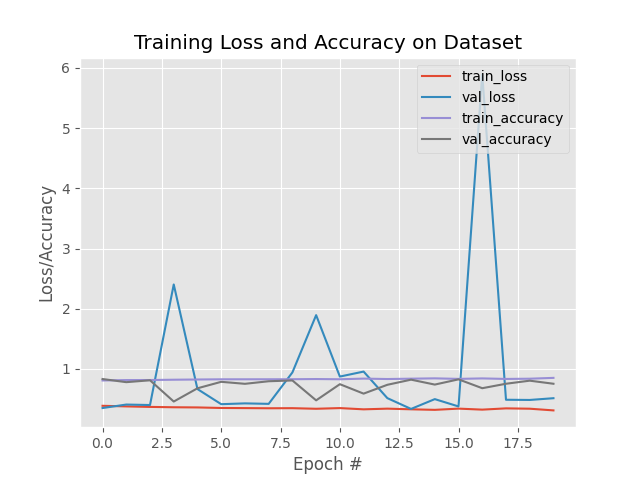 Training Loss and Accuracy on Dataset
train_loss
val_loss
train_accuracy
val_accuracy
6
5
4
3
2
1
Loss/Accuracy
0.0 2.5 5.0 7.5 10.0 12.5 15.0 17.5
Epoch #